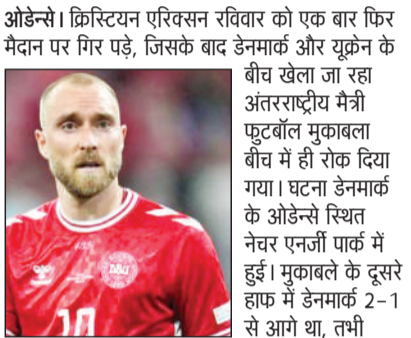 ओडेन्से। क्रिस्टियन एरिक्सन रविवार को एक बार फिर
मैदान पर गिर पड़े, जिसके बाद डेनमार्क और यूक्रेन के
बीच खेला जा रहा
अंतरराष्ट्रीय मैत्री
फुटबॉल मुकाबला
बीच में ही रोक दिया
गया। घटना डेनमार्क
के ओडेन्से स्थित
नेचर एनर्जी पार्क में
हुई। मुकाबले के दूसरे
हाफ में डेनमार्क 2-1
से आगे था, तभी
10